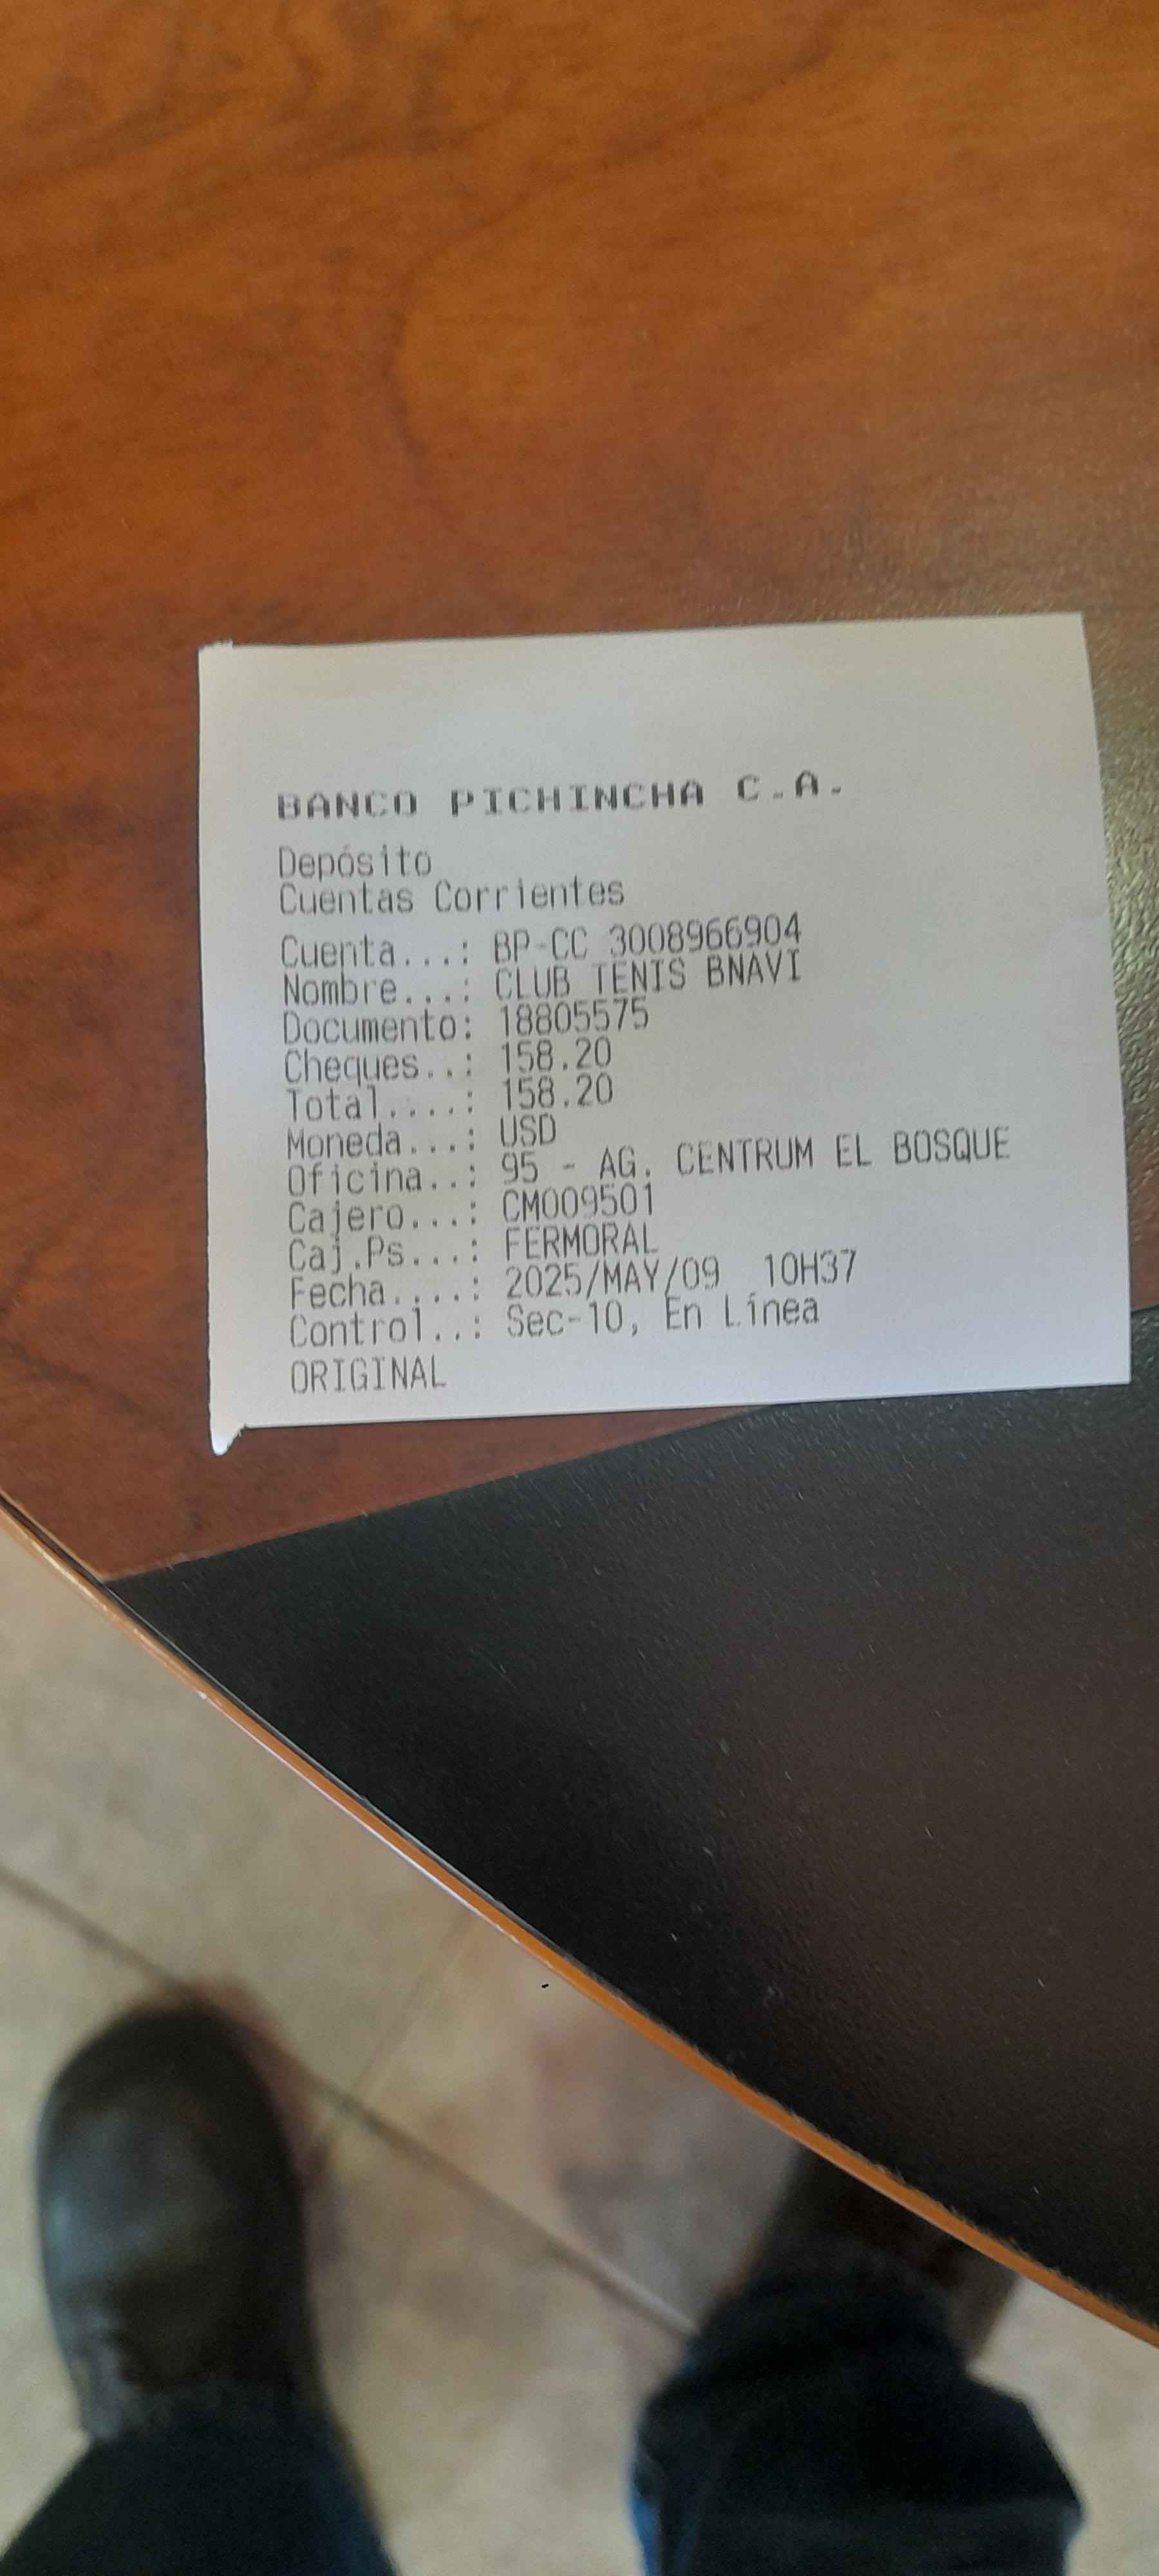 BANCO PICHINCHA C.A.
Depósito
Cuentas Corrientes
Cuenta...: BP-CC 3008966904
Nombre...: CLUB TENIS BNAVI
Documento: 18805575
Cheques..: 158.20
Total....: 158.20
Moneda...: USD
Oficina..: 95 - AG. CENTRUM EL BOSQUE
Cajero...: CM009501
Caj.Ps...: FERMORAL
Fecha....: 2025/MAY/09  10H37
Control..: Sec-10, En Línea
ORIGINAL